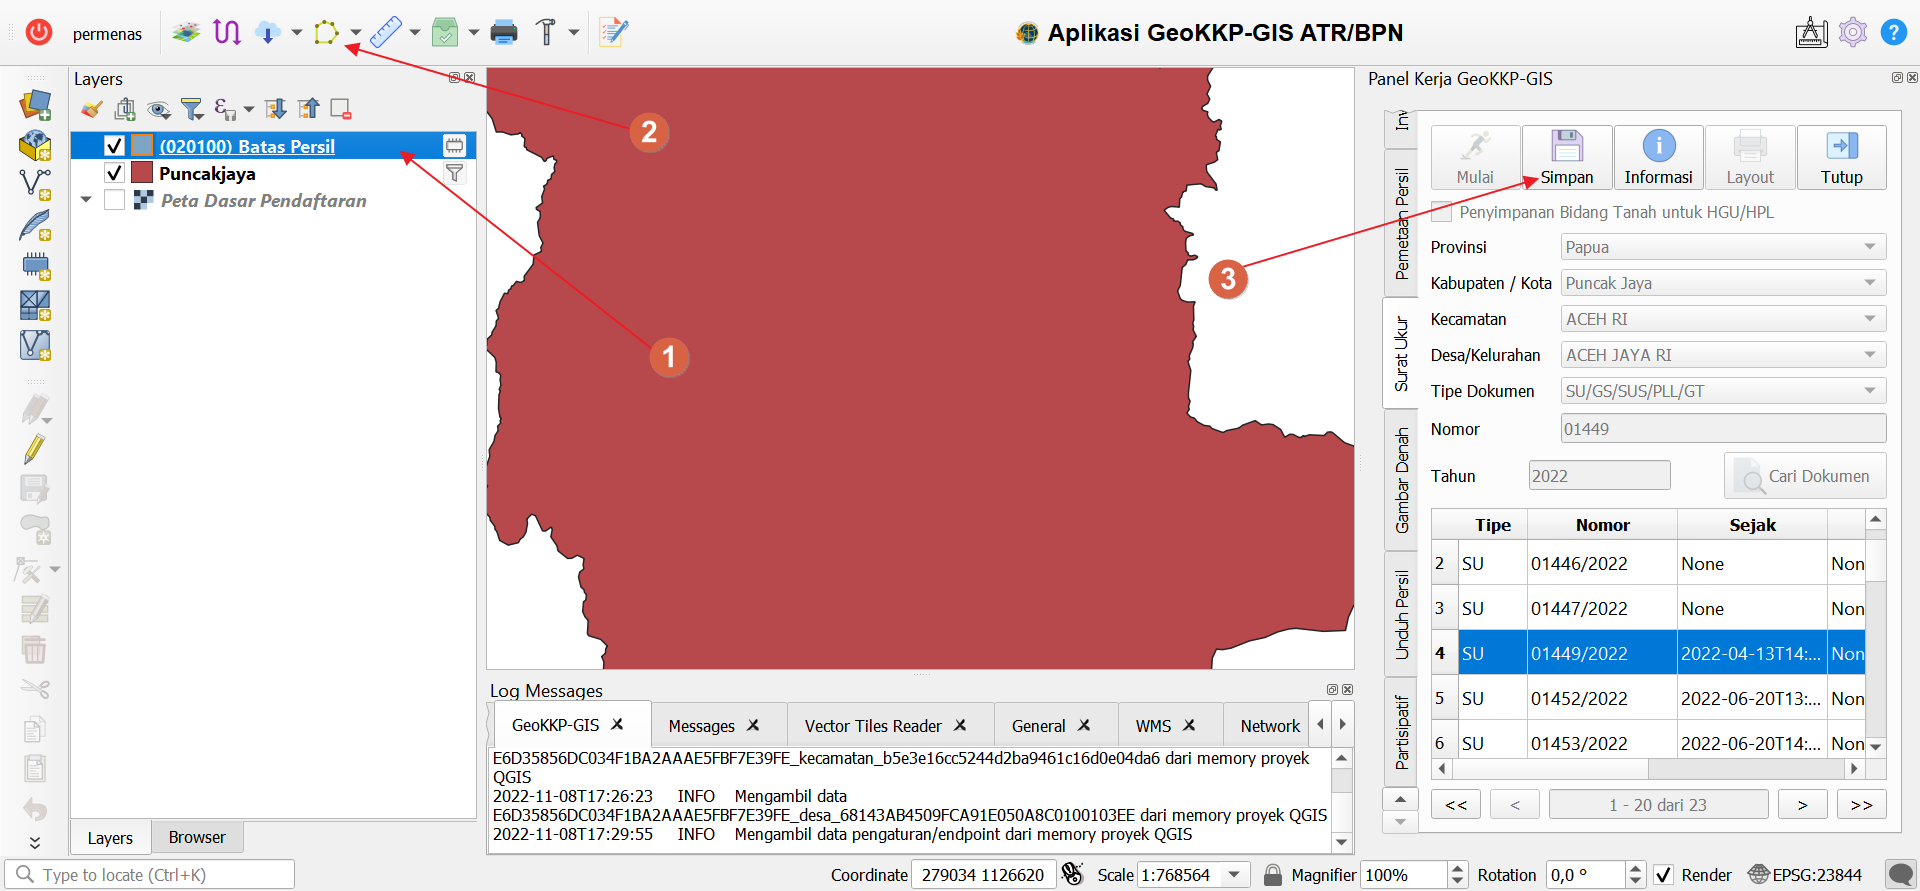 permenas
Aplikasi GeoKKP-GIS ATR/BPN
?
Layers
(020100) Batas Persil
Puncakjaya
Peta Dasar Pendaftaran
Layers
Browser
1
2
3
Log Messages
GeoKKP-GIS
Messages
Vector Tiles Reader
General
WMS
Network
E6D35856DC034F1BA2AAAE5FBF7E39FE_kecamatan_b5e3e16cc5244d2ba9461c16d0e04da6 dari memory proyek
QGIS
2022-11-08T17:26:23 INFO Mengambil data
E6D35856DC034F1BA2AAAE5FBF7E39FE_desa_68143AB4509FCA91E050A8C0100103EE dari memory proyek QGIS
2022-11-08T17:29:55 INFO Mengambil data pengaturan/endpoint dari memory proyek QGIS
Panel Kerja GeoKKP-GIS
Inv
Pemetaan Persil
Surat Ukur
Gambar Denah
Unduh Persil
Partisipatif
Mulai
Simpan
Informasi
Layout
Tutup
Penyimpanan Bidang Tanah untuk HGU/HPL
Provinsi Papua
Kabupaten / Kota Puncak Jaya
Kecamatan ACEH RI
Desa/Kelurahan ACEH JAYA RI
Tipe Dokumen SU/GS/SUS/PLL/GT
Nomor 01449
Tahun 2022 Cari Dokumen
Tipe Nomor Sejak
2 SU 01446/2022 None Non
3 SU 01447/2022 None Non
4 SU 01449/2022 2022-04-13T14:... Non
5 SU 01452/2022 2022-06-20T13:... Non
6 SU 01453/2022 2022-06-20T14:... Non
<< < 1 - 20 dari 23 > >>
Type to locate (Ctrl+K)
Coordinate 279034 1126620 Scale 1:768564 Magnifier 100% Rotation 0,0 ° Render EPSG:23844